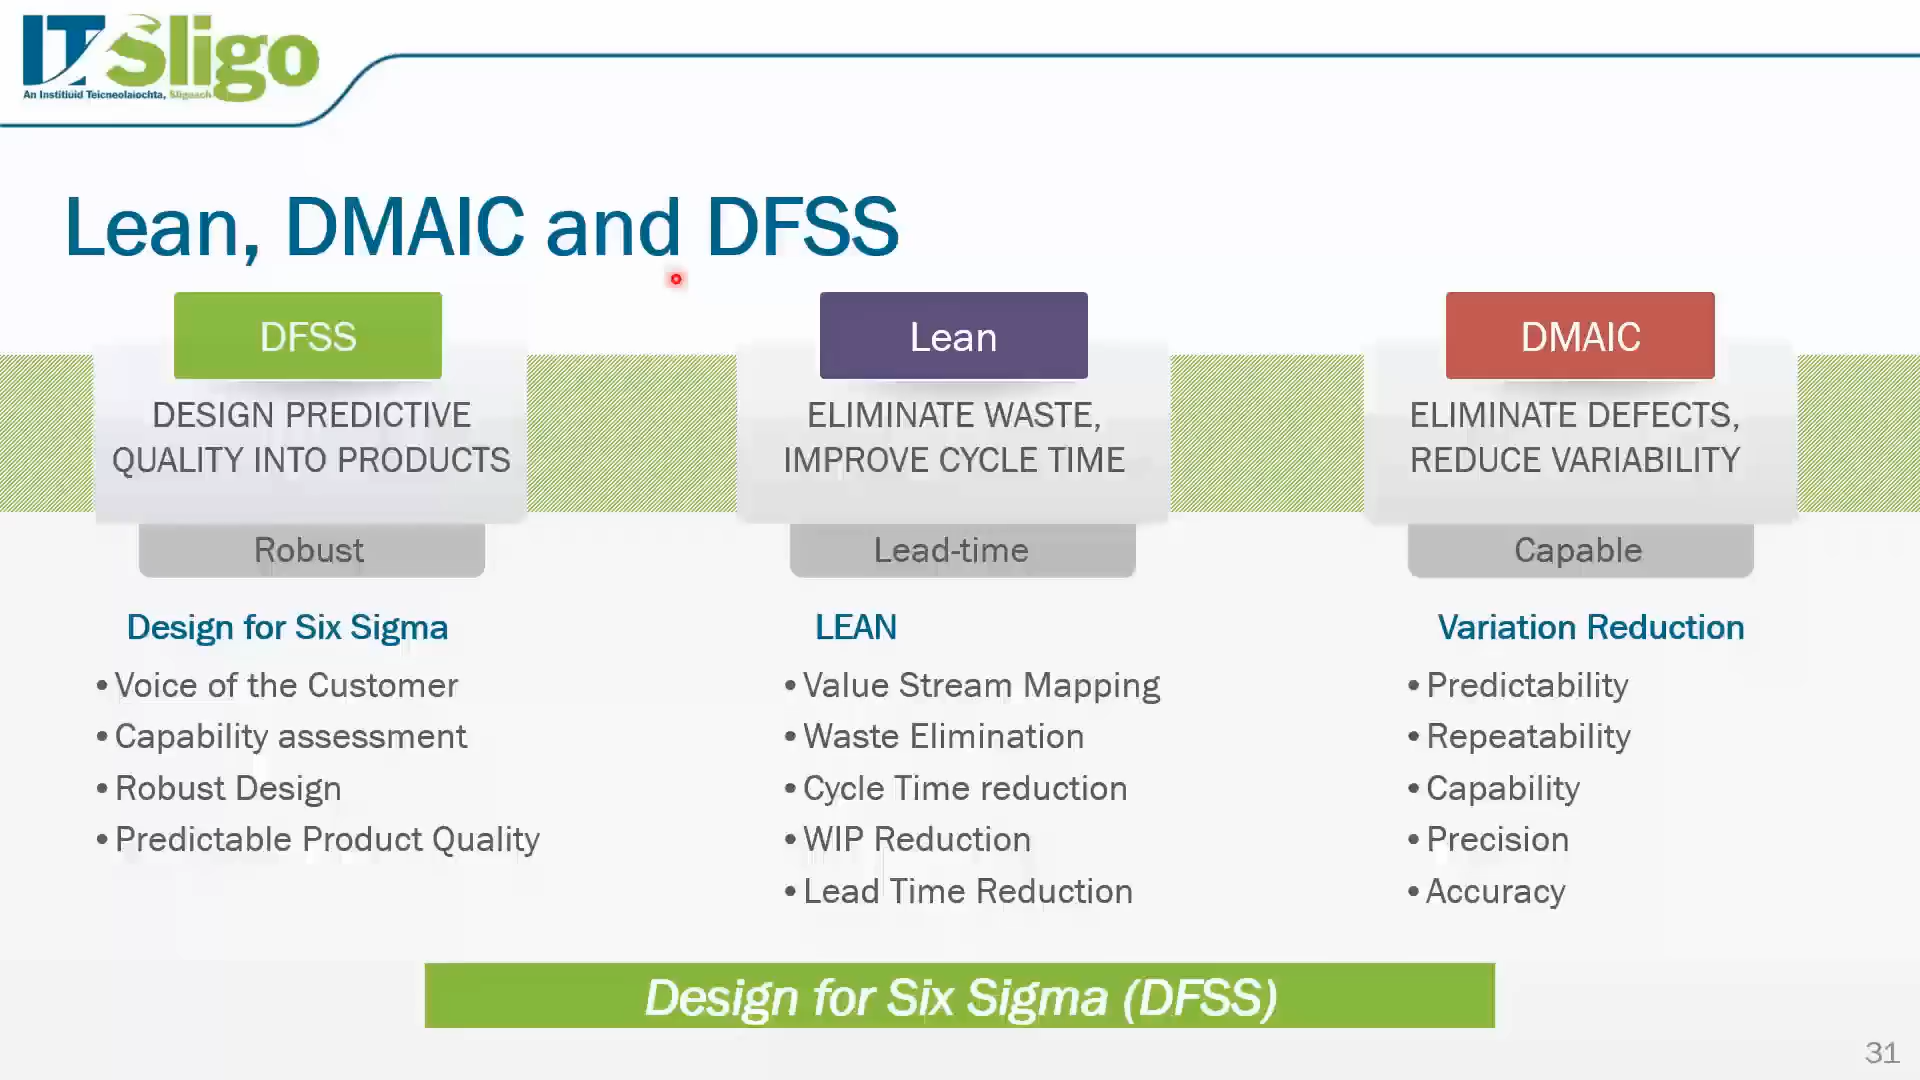 IT Sligo
An Institiuid Teicneolaiochta, Sligeach
Lean, DMAIC and DFSS
DFSS
DESIGN PREDICTIVE
QUALITY INTO PRODUCTS
Robust
Design for Six Sigma
• Voice of the Customer
• Capability assessment
• Robust Design
• Predictable Product Quality
Lean
ELIMINATE WASTE,
IMPROVE CYCLE TIME
Lead-time
LEAN
• Value Stream Mapping
• Waste Elimination
• Cycle Time reduction
• WIP Reduction
• Lead Time Reduction
DMAIC
ELIMINATE DEFECTS,
REDUCE VARIABILITY
Capable
Variation Reduction
• Predictability
• Repeatability
• Capability
• Precision
• Accuracy
Design for Six Sigma (DFSS)
31